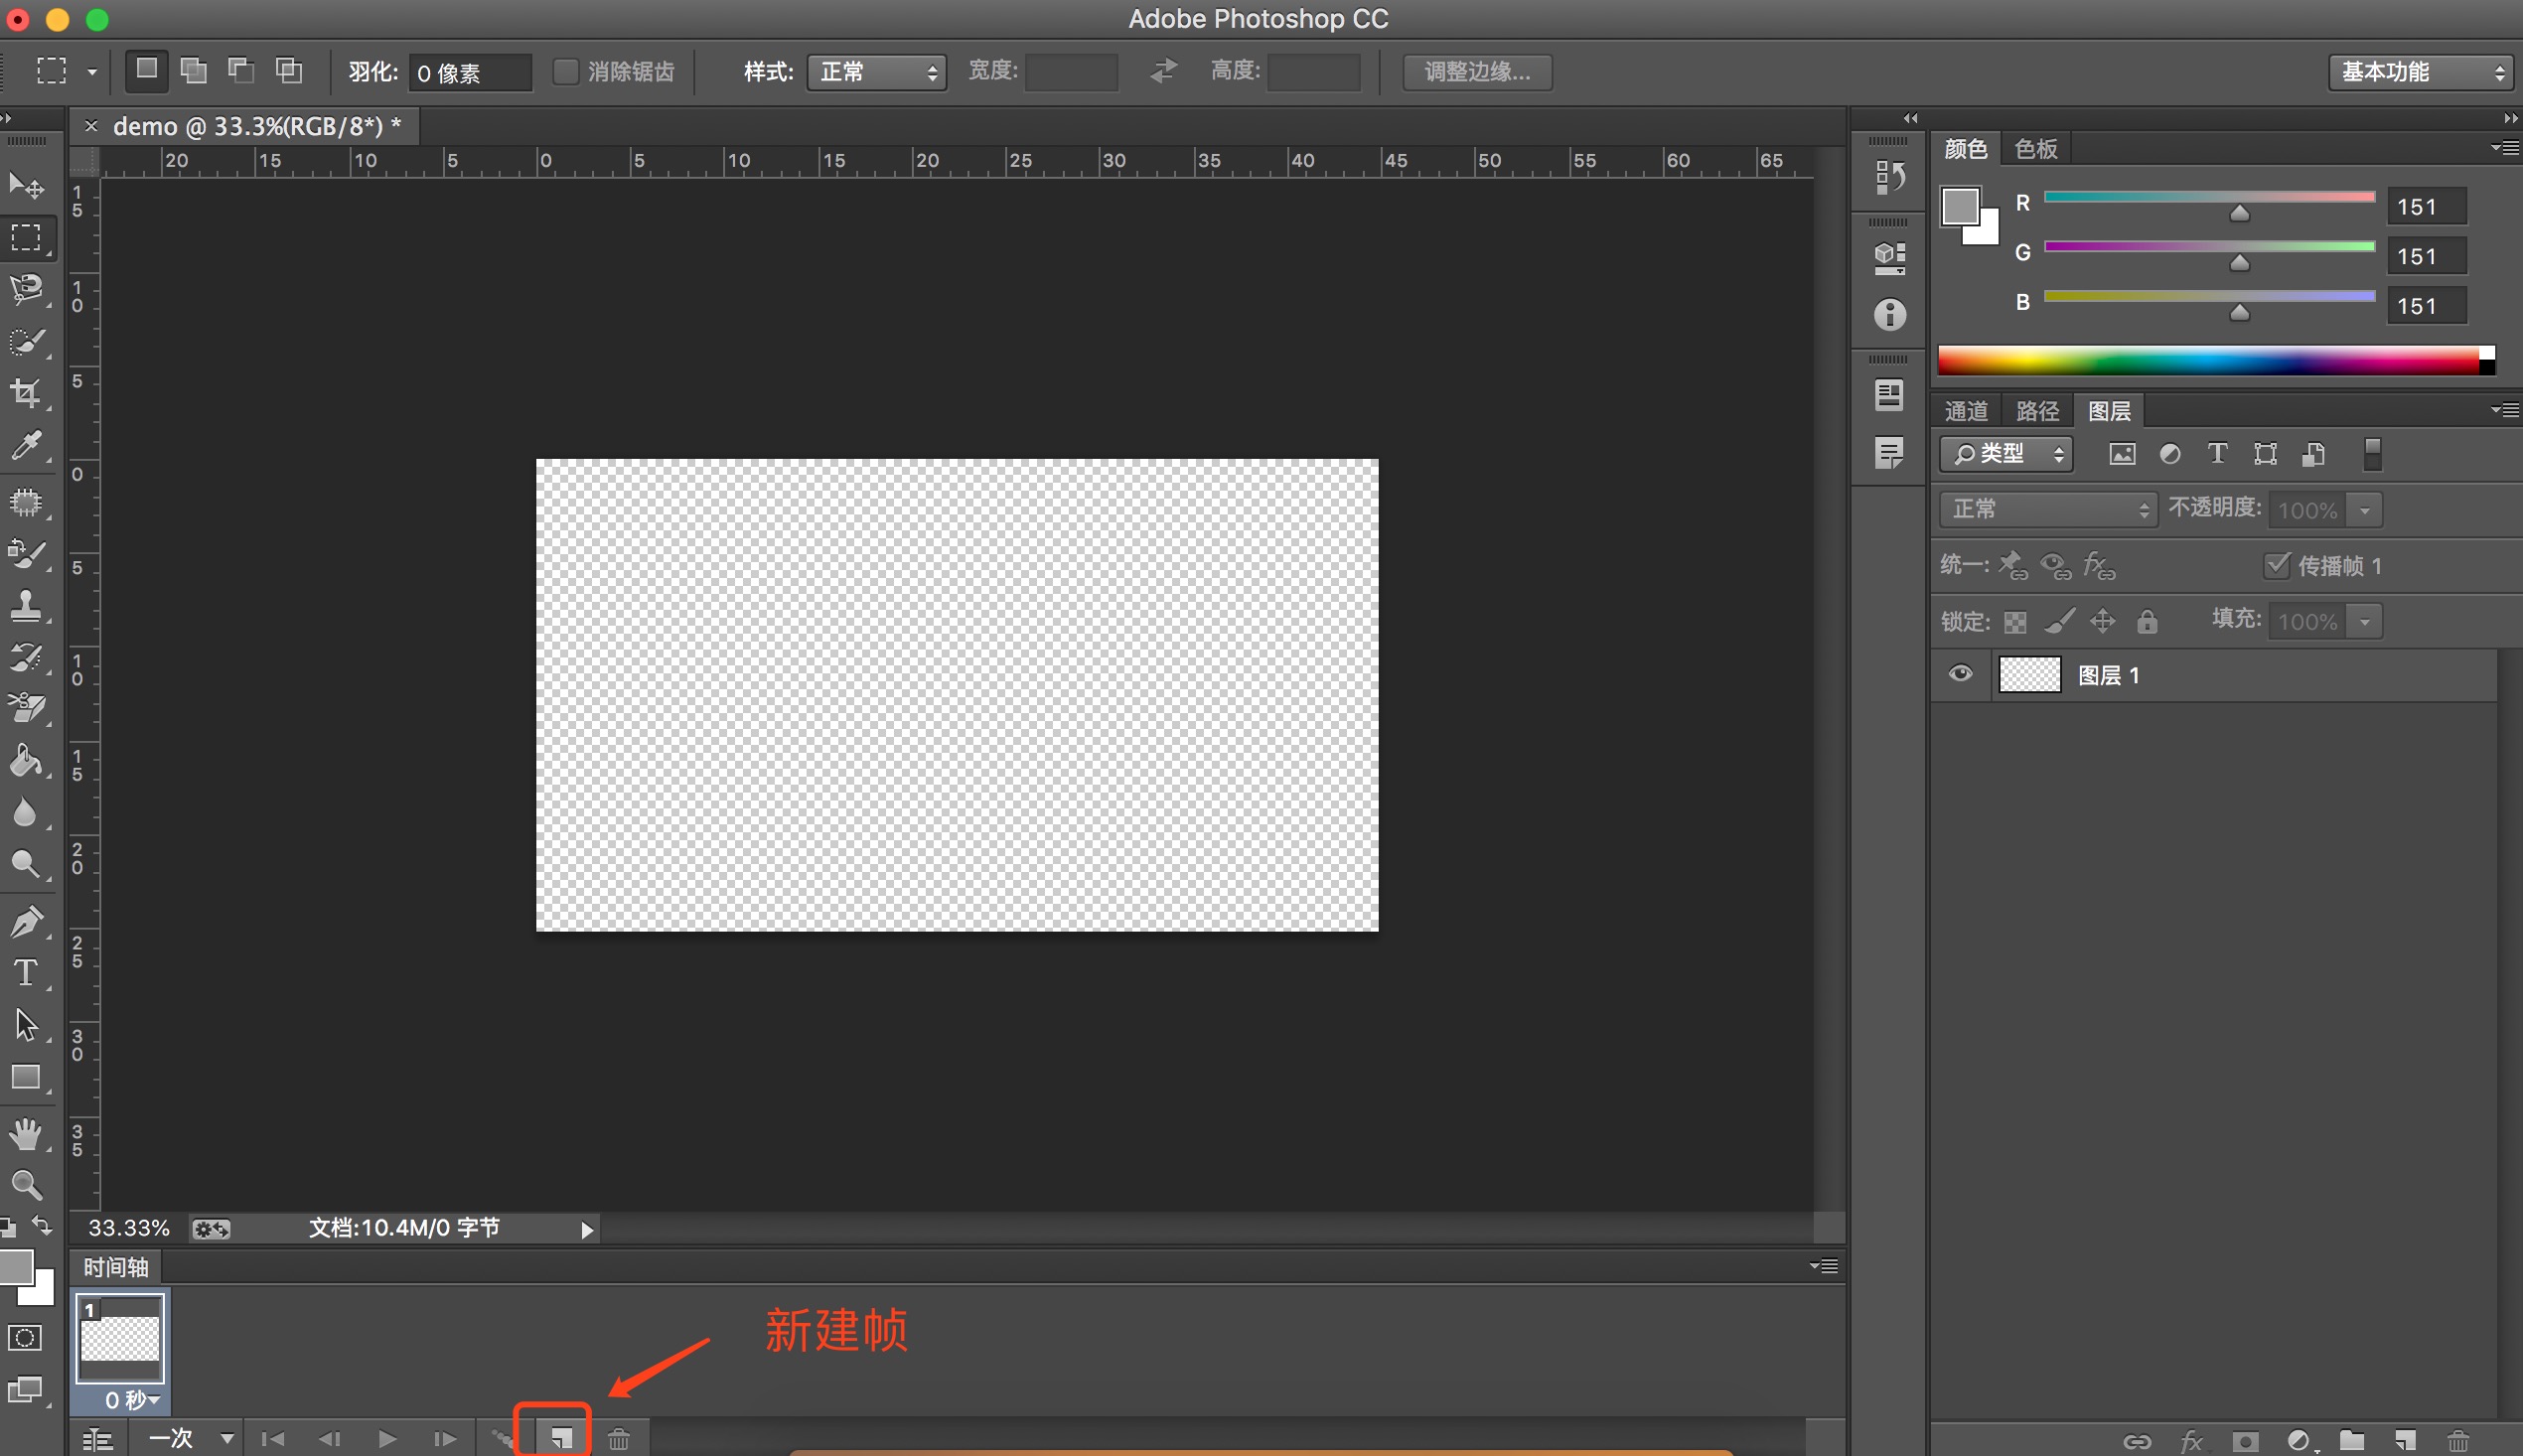 Adobe Photoshop CC
羽化: 0 像素 消除锯齿 样式: 正常 宽度: 高度: 调整边缘... 基本功能
× demo @ 33.3%(RGB/8*) *
20 15 10 5 0 5 10 15 20 25 30 35 40 45 50 55 60 65
15
10
5
0
5
10
15
20
25
30
35
颜色 色板
R 151
G 151
B 151
通道 路径 图层
类型
正常 不透明度: 100%
统一: 传播帧 1
锁定: 填充: 100%
图层 1
33.33% 文档:10.4M/0 字节
时间轴
1
0 秒
新建帧
一次